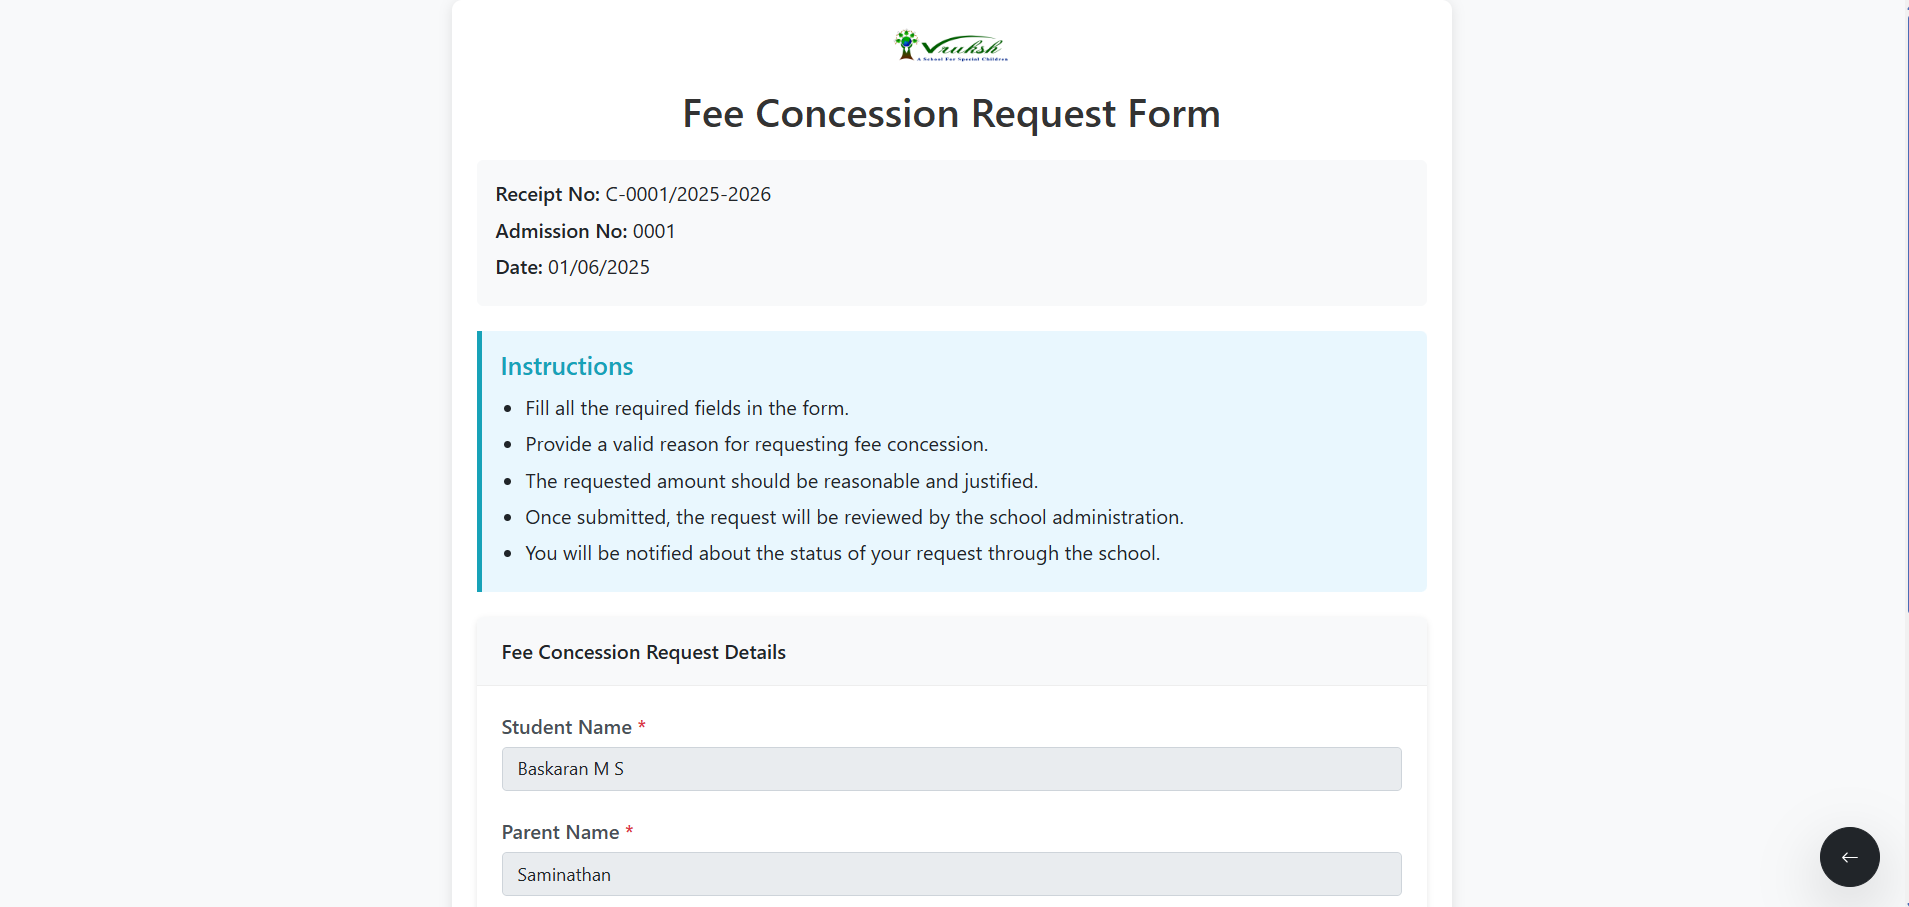 Vruksh
A School For Special Children
Fee Concession Request Form
Receipt No: C-0001/2025-2026
Admission No: 0001
Date: 01/06/2025
Instructions
• Fill all the required fields in the form.
• Provide a valid reason for requesting fee concession.
• The requested amount should be reasonable and justified.
• Once submitted, the request will be reviewed by the school administration.
• You will be notified about the status of your request through the school.
Fee Concession Request Details
Student Name *
Baskaran M S
Parent Name *
Saminathan